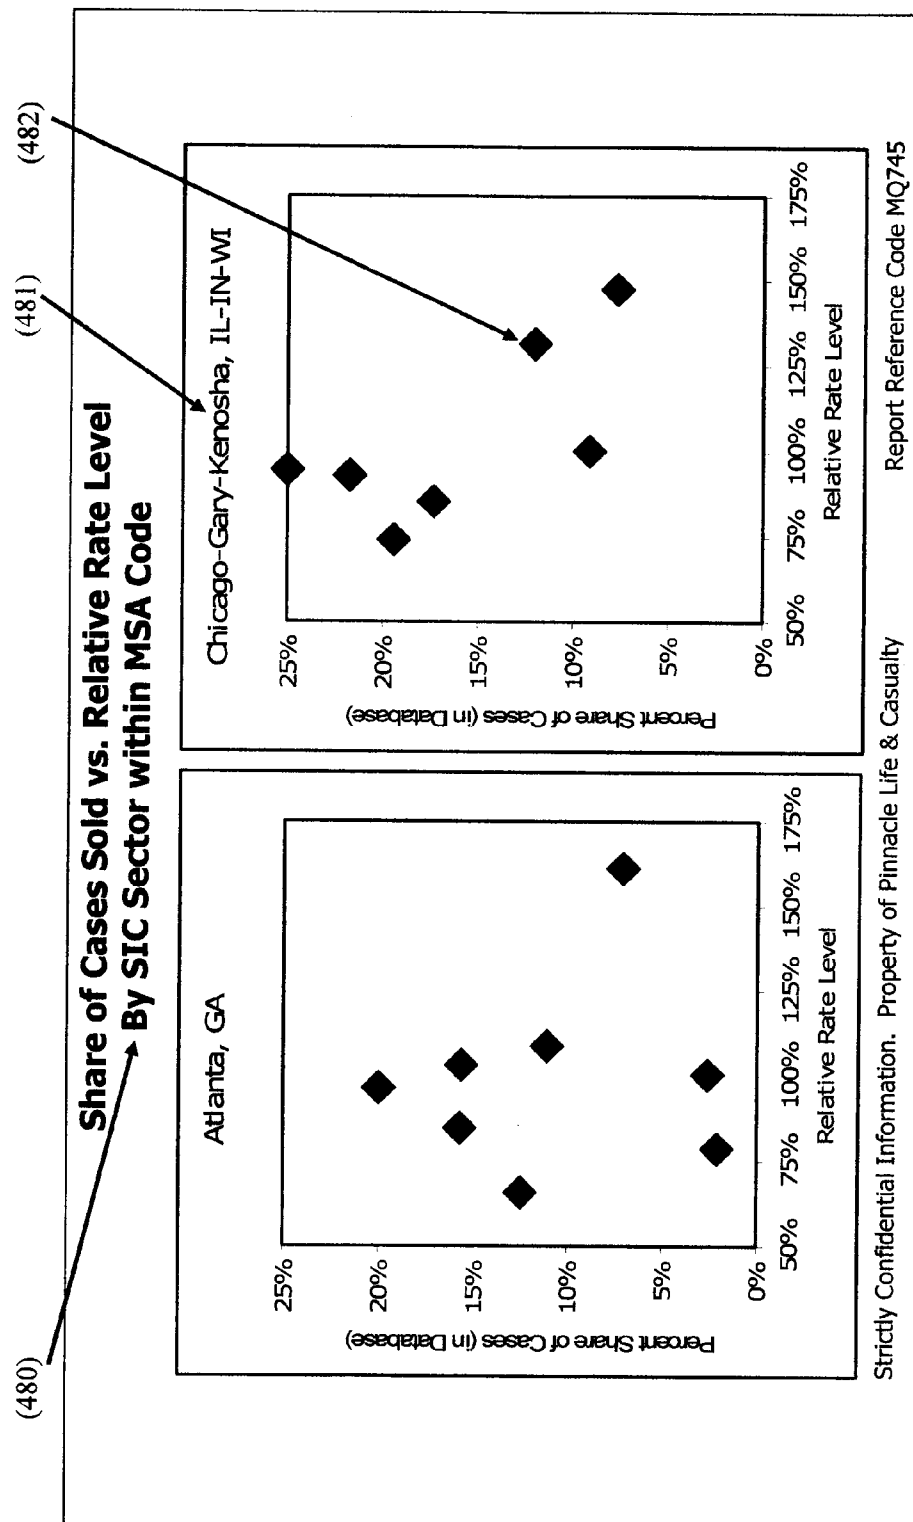 (480)
(481)
(482)
Share of Cases Sold vs. Relative Rate Level
By SIC Sector within MSA Code
Atlanta, GA
Percent Share of Cases (in Database)
25%
20%
15%
10%
5%
0%
50%
75%
100%
125%
150%
175%
Relative Rate Level
Chicago-Gary-Kenosha, IL-IN-WI
Percent Share of Cases (in Database)
25%
20%
15%
10%
5%
0%
50%
75%
100%
125%
150%
175%
Relative Rate Level
Strictly Confidential Information. Property of Pinnacle Life & Casualty
Report Reference Code MQ745